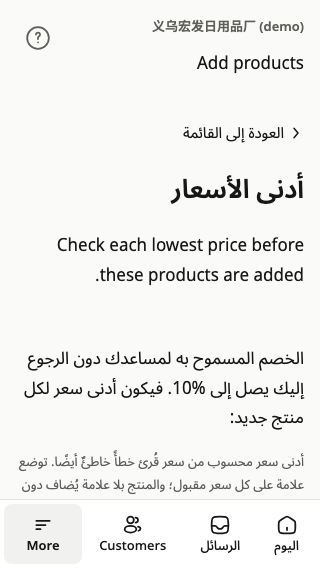 义乌宏发日用品厂 (demo)
Add products
العودة إلى القائمة
أدنى الأسعار
Check each lowest price before
these products are added.
الخصم المسموح به لمساعدك دون الرجوع
إليك يصل إلى 10%. فيكون أدنى سعر لكل
منتج جديد:
أدنى سعر محسوب من سعر قُرئ خطأً خاطئٌ أيضًا. توضع
علامة على كل سعر مقبول؛ والمنتج بلا علامة يُضاف دون
اليوم
الرسائل
Customers
More